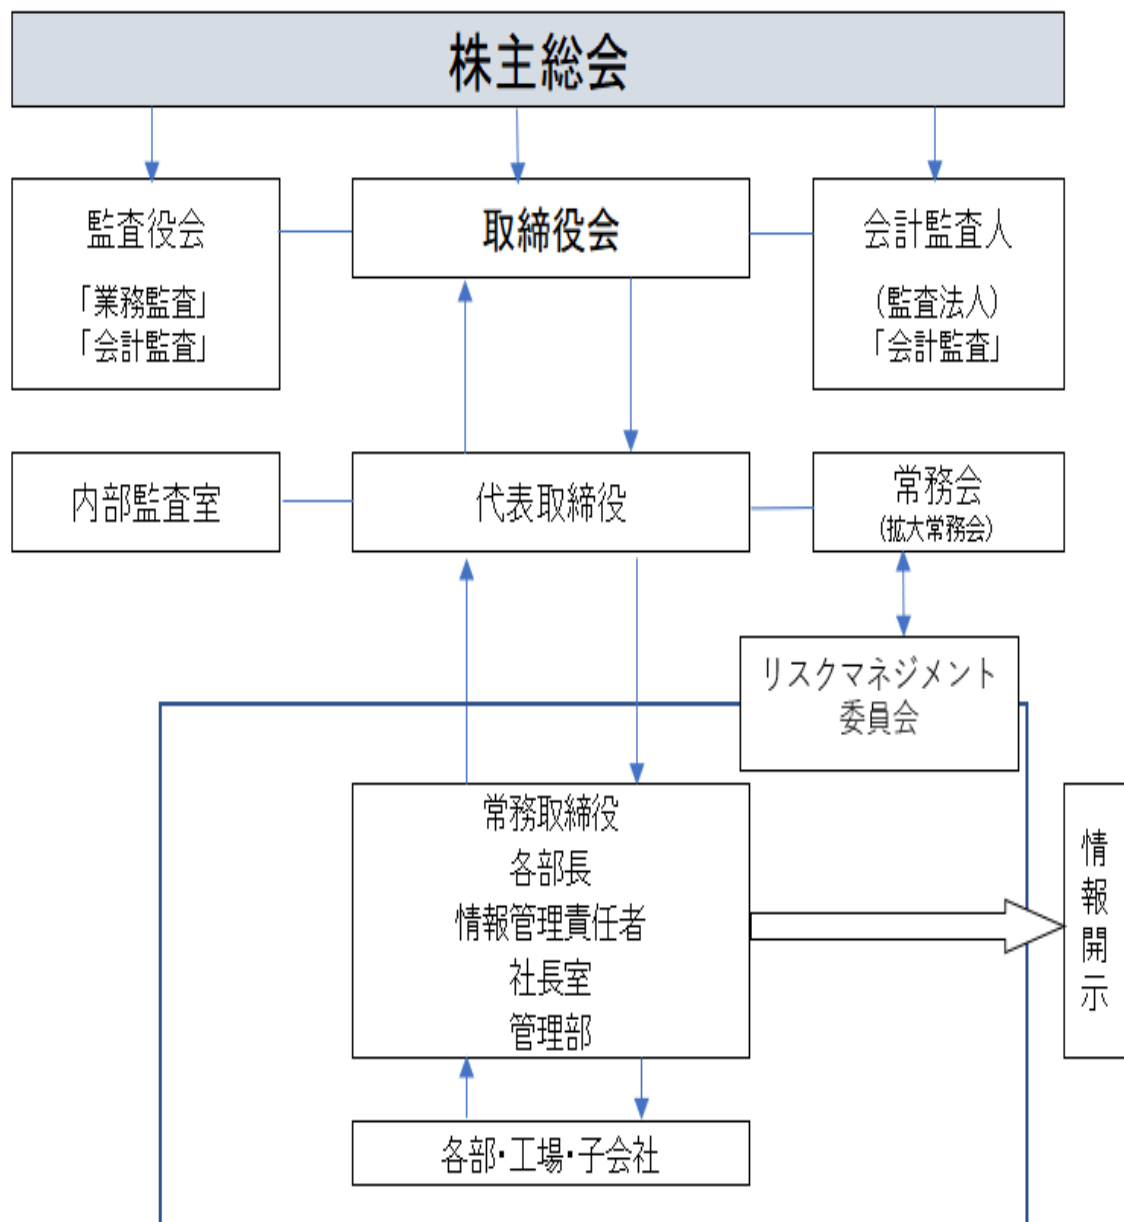 株主総会
監査役会
「業務監査」
「会計監査」
取締役会
会計監査人
（監査法人）
「会計監査」
内部監査室
代表取締役
常務会
（拡大常務会）
リスクマネジメント
委員会
常務取締役
各部長
情報管理責任者
社長室
管理部
情報開示
各部・工場・子会社